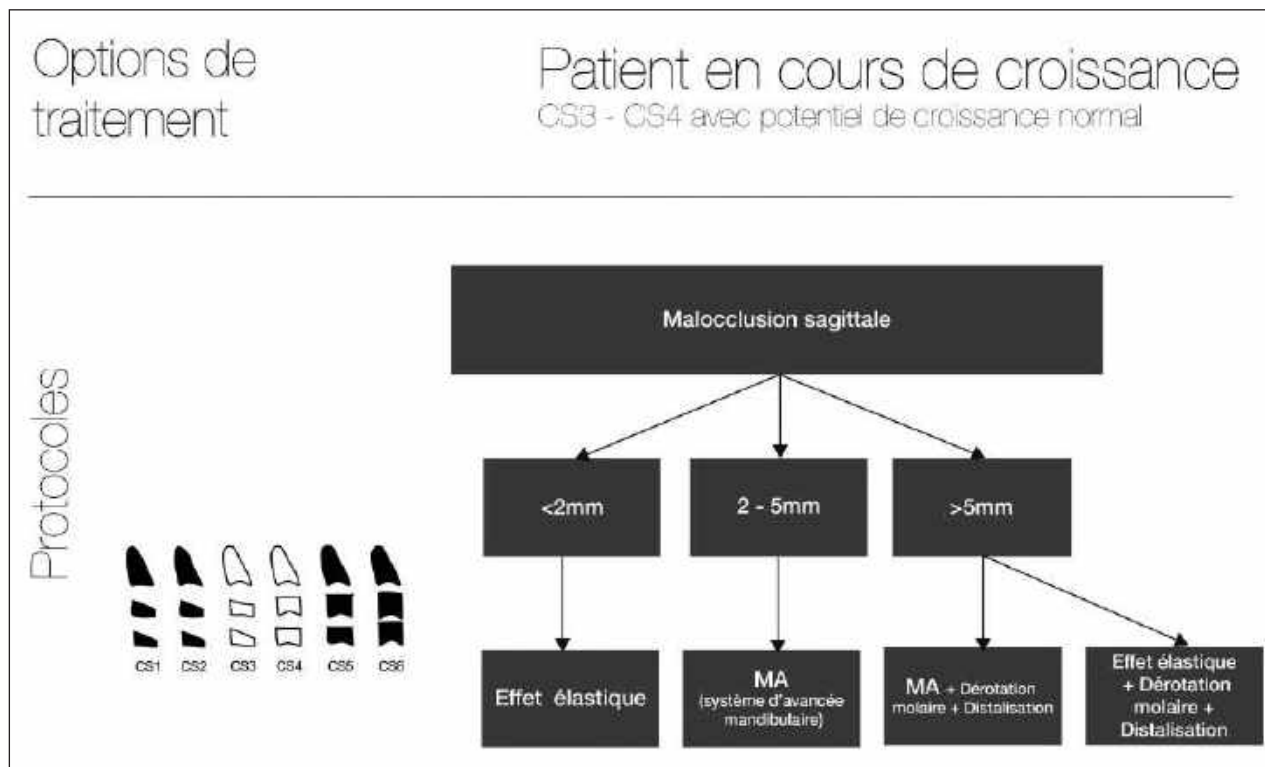 Options de
traitement
Patient en cours de croissance
CS3 - CS4 avec potentiel de croissance normal
Protocoles
Malocclusion sagittale
<2mm
2 - 5mm
>5mm
Effet élastique
MA
(système d'avancée
mandibulaire)
MA + Dérotation
molaire + Distalisation
Effet élastique
+ Dérotation
molaire +
Distalisation
CS1 CS2 CS3 CS4 CS5 CS6